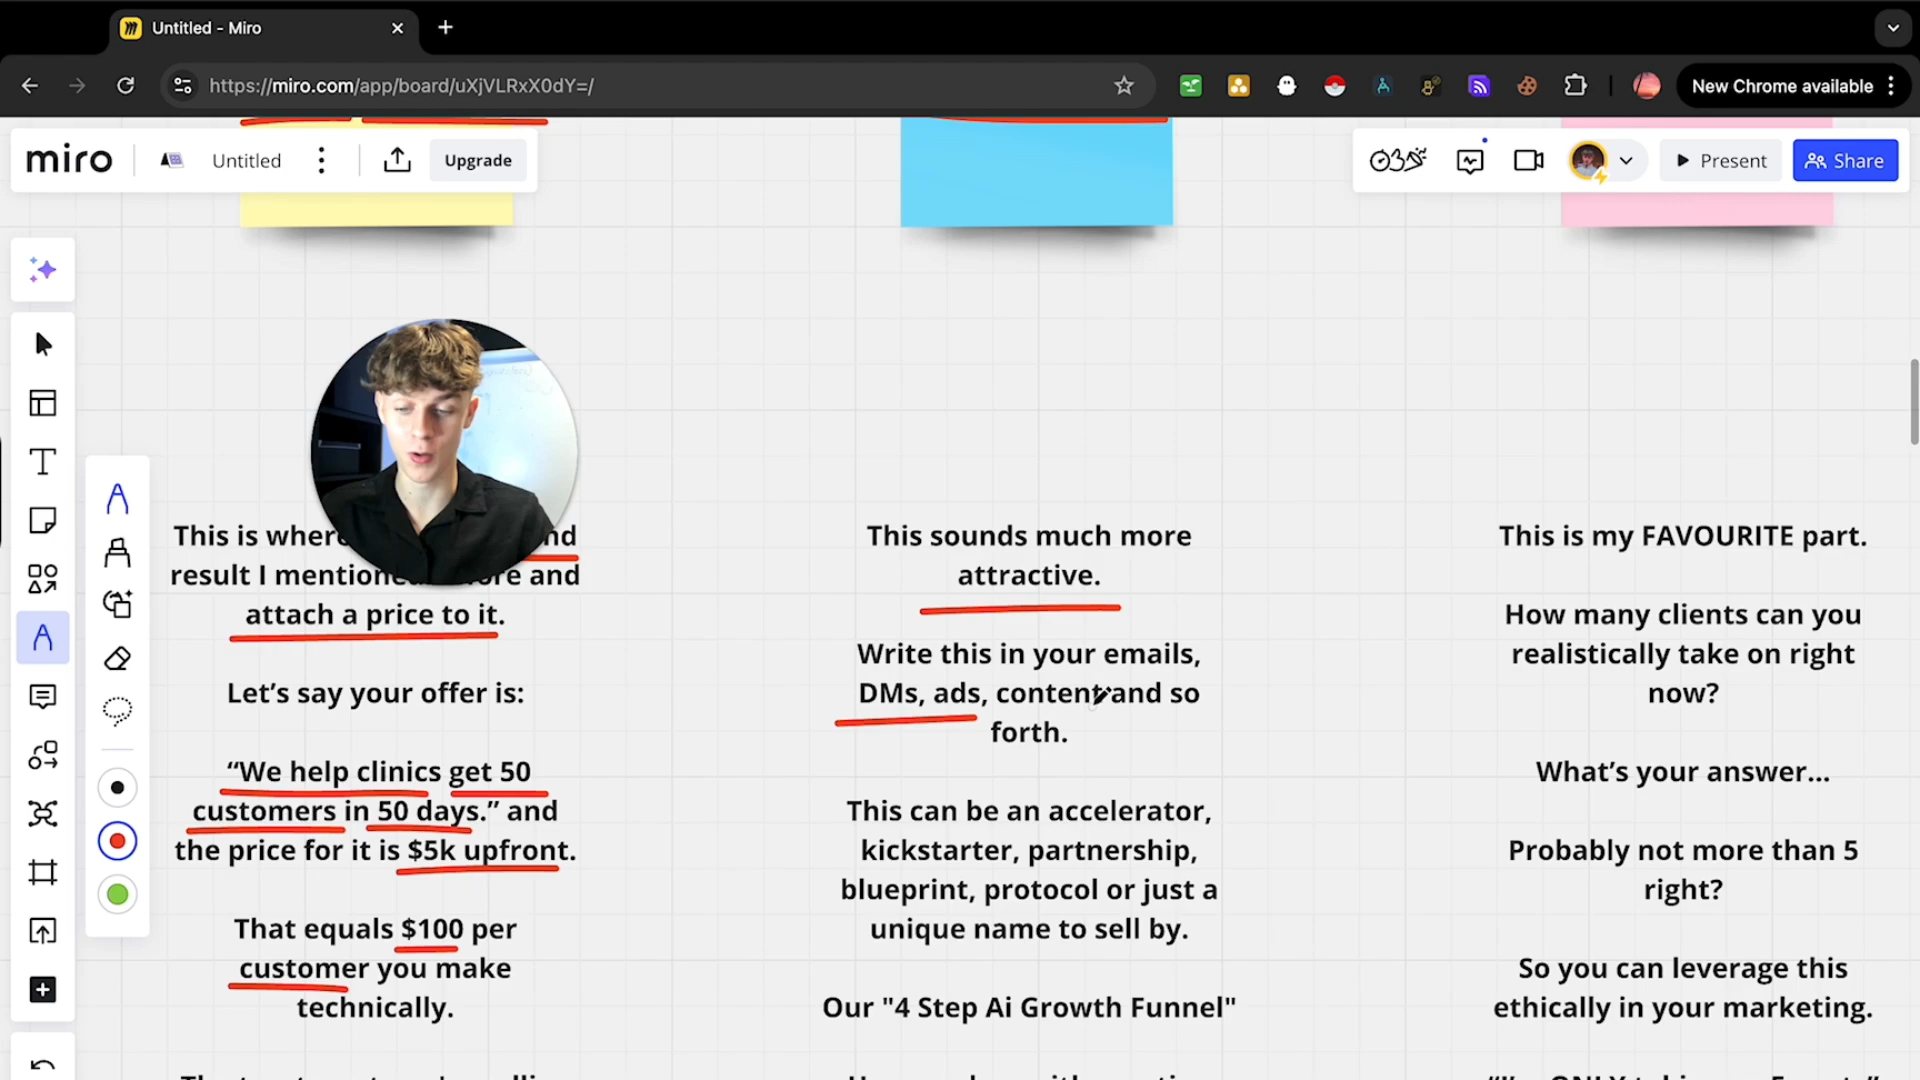 Untitled - Miro
https://miro.com/app/board/uXjVLRxX0dY=/
New Chrome available
miro
Untitled
Upgrade
Present
Share
This is where nd
result I mentione re and
attach a price to it.
Let’s say your offer is:
“We help clinics get 50
customers in 50 days.” and
the price for it is $5k upfront.
That equals $100 per
customer you make
technically.
This sounds much more
attractive.
Write this in your emails,
DMs, ads, content and so
forth.
This can be an accelerator,
kickstarter, partnership,
blueprint, protocol or just a
unique name to sell by.
Our "4 Step Ai Growth Funnel"
This is my FAVOURITE part.
How many clients can you
realistically take on right
now?
What’s your answer...
Probably not more than 5
right?
So you can leverage this
ethically in your marketing.